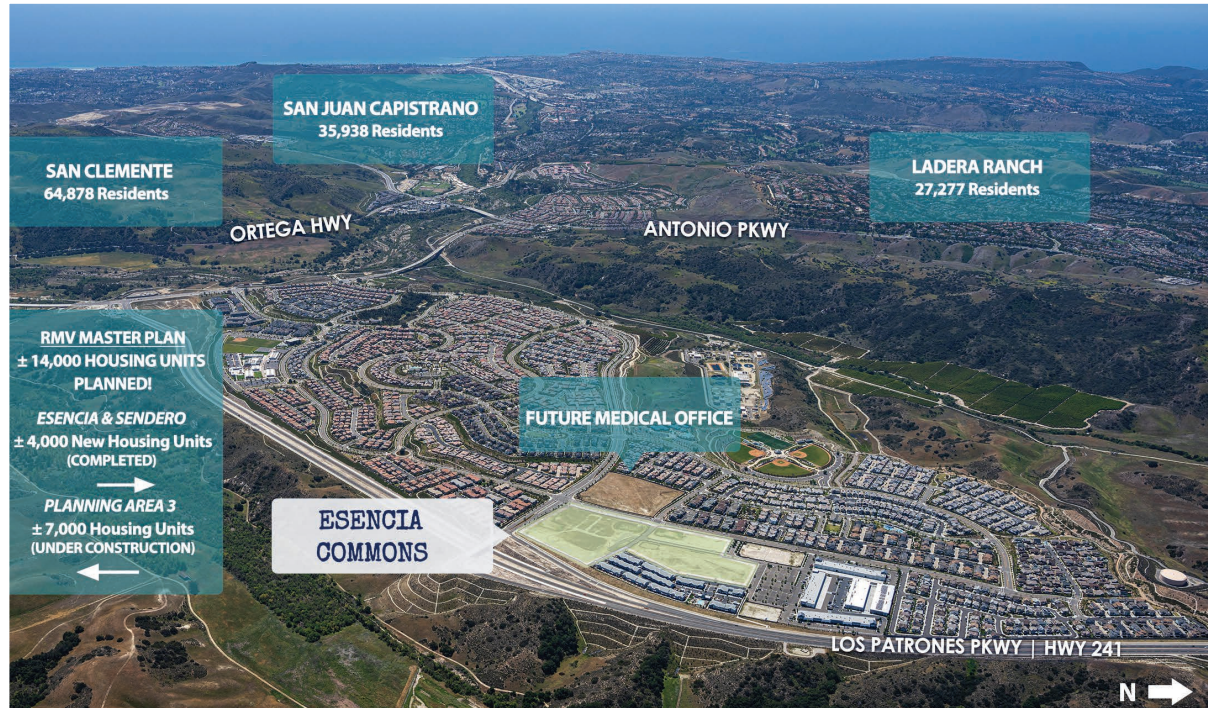 SAN JUAN CAPISTRANO
35,938 Residents
SAN CLEMENTE
64,878 Residents
LADERA RANCH
27,277 Residents
ORTEGA HWY
ANTONIO PKWY
RMV MASTER PLAN
± 14,000 HOUSING UNITS
PLANNED!
ESENCIA & SENDERO
± 4,000 New Housing Units
(COMPLETED)
PLANNING AREA 3
± 7,000 Housing Units
(UNDER CONSTRUCTION)
FUTURE MEDICAL OFFICE
ESENCIA
COMMONS
LOS PATRONES PKWY | HWY 241
N